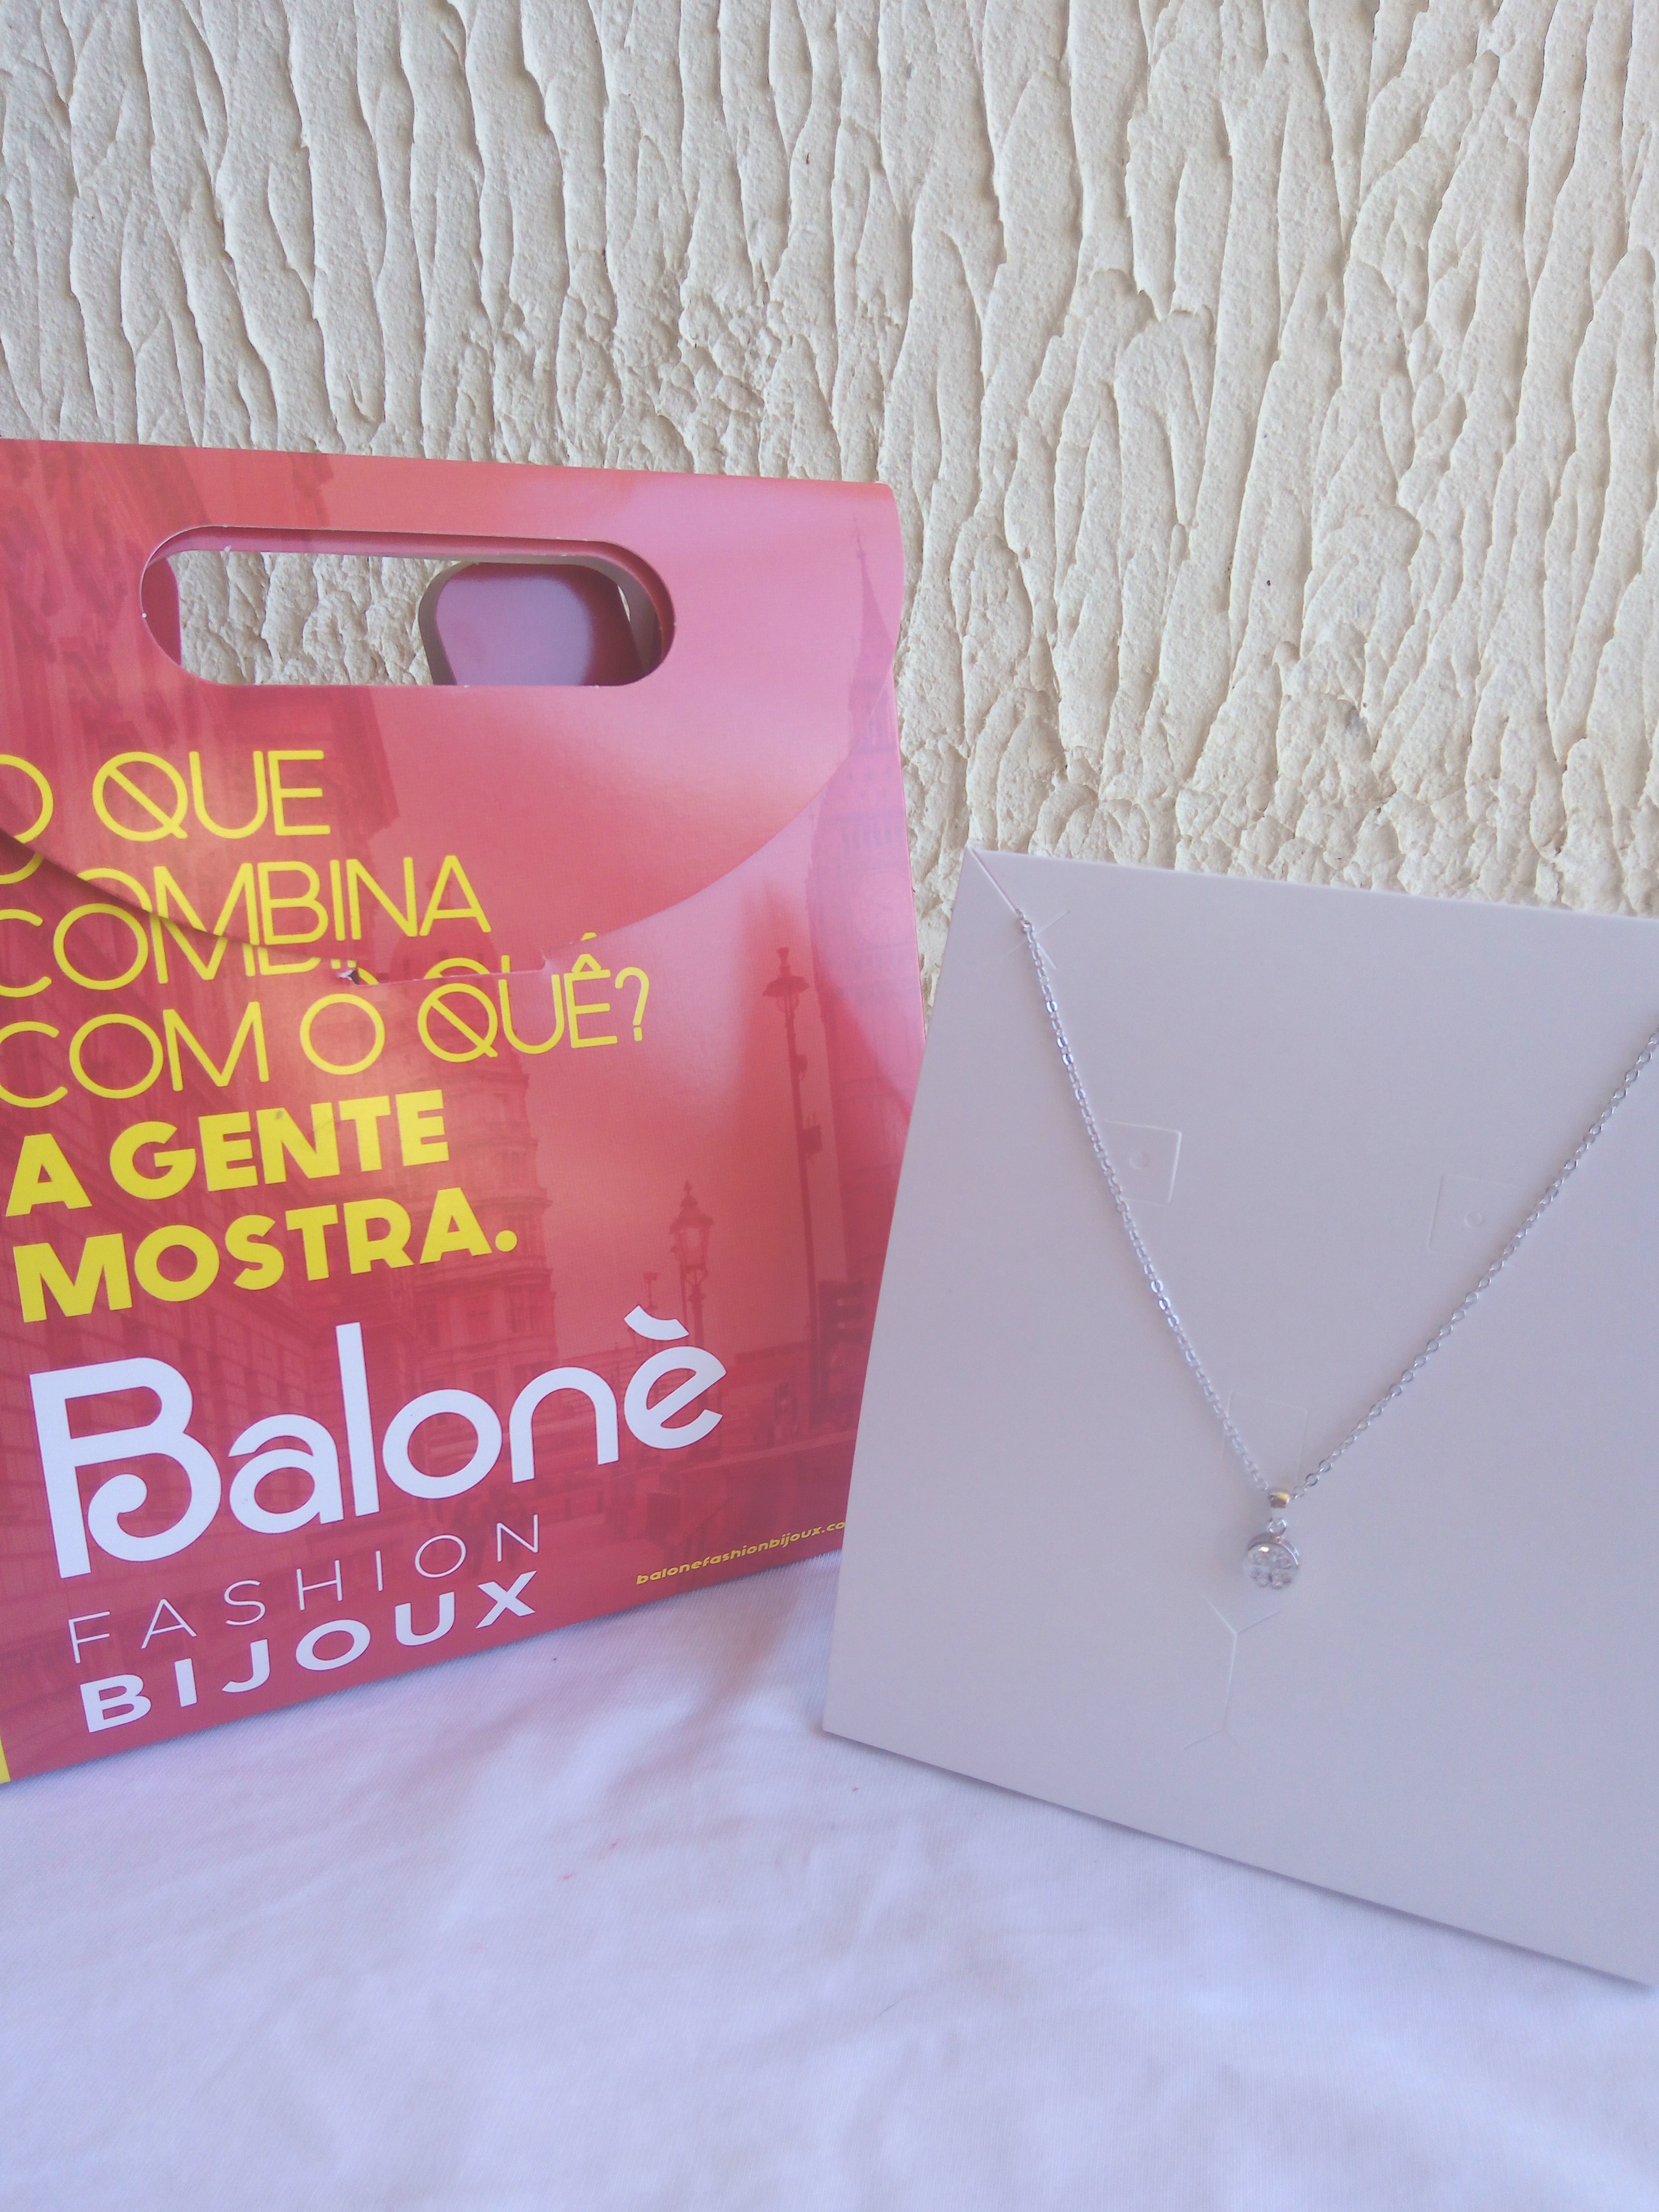 O QUE
COMBINA
COM O QUÊ?
A GENTE
MOSTRA.
Balonè
FASHION
BIJOUX
balonefashionbijoux.co